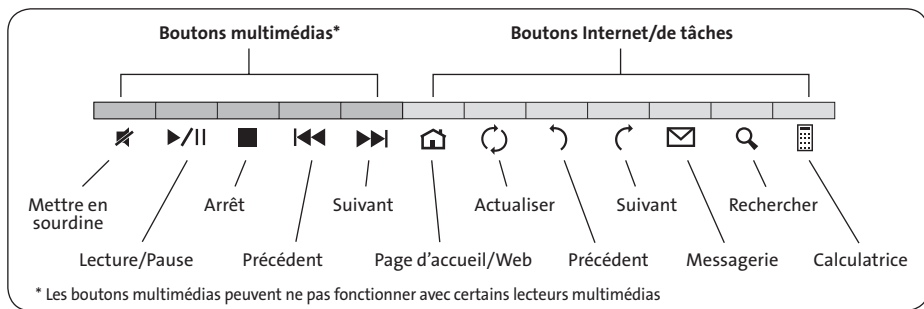 Boutons multimédias* Boutons Internet/de tâches
Mettre en
sourdine
Arrêt Suivant Actualiser Suivant Rechercher
Lecture/Pause Précédent Page d’accueil/Web Précédent Messagerie Calculatrice
* Les boutons multimédias peuvent ne pas fonctionner avec certains lecteurs multimédias